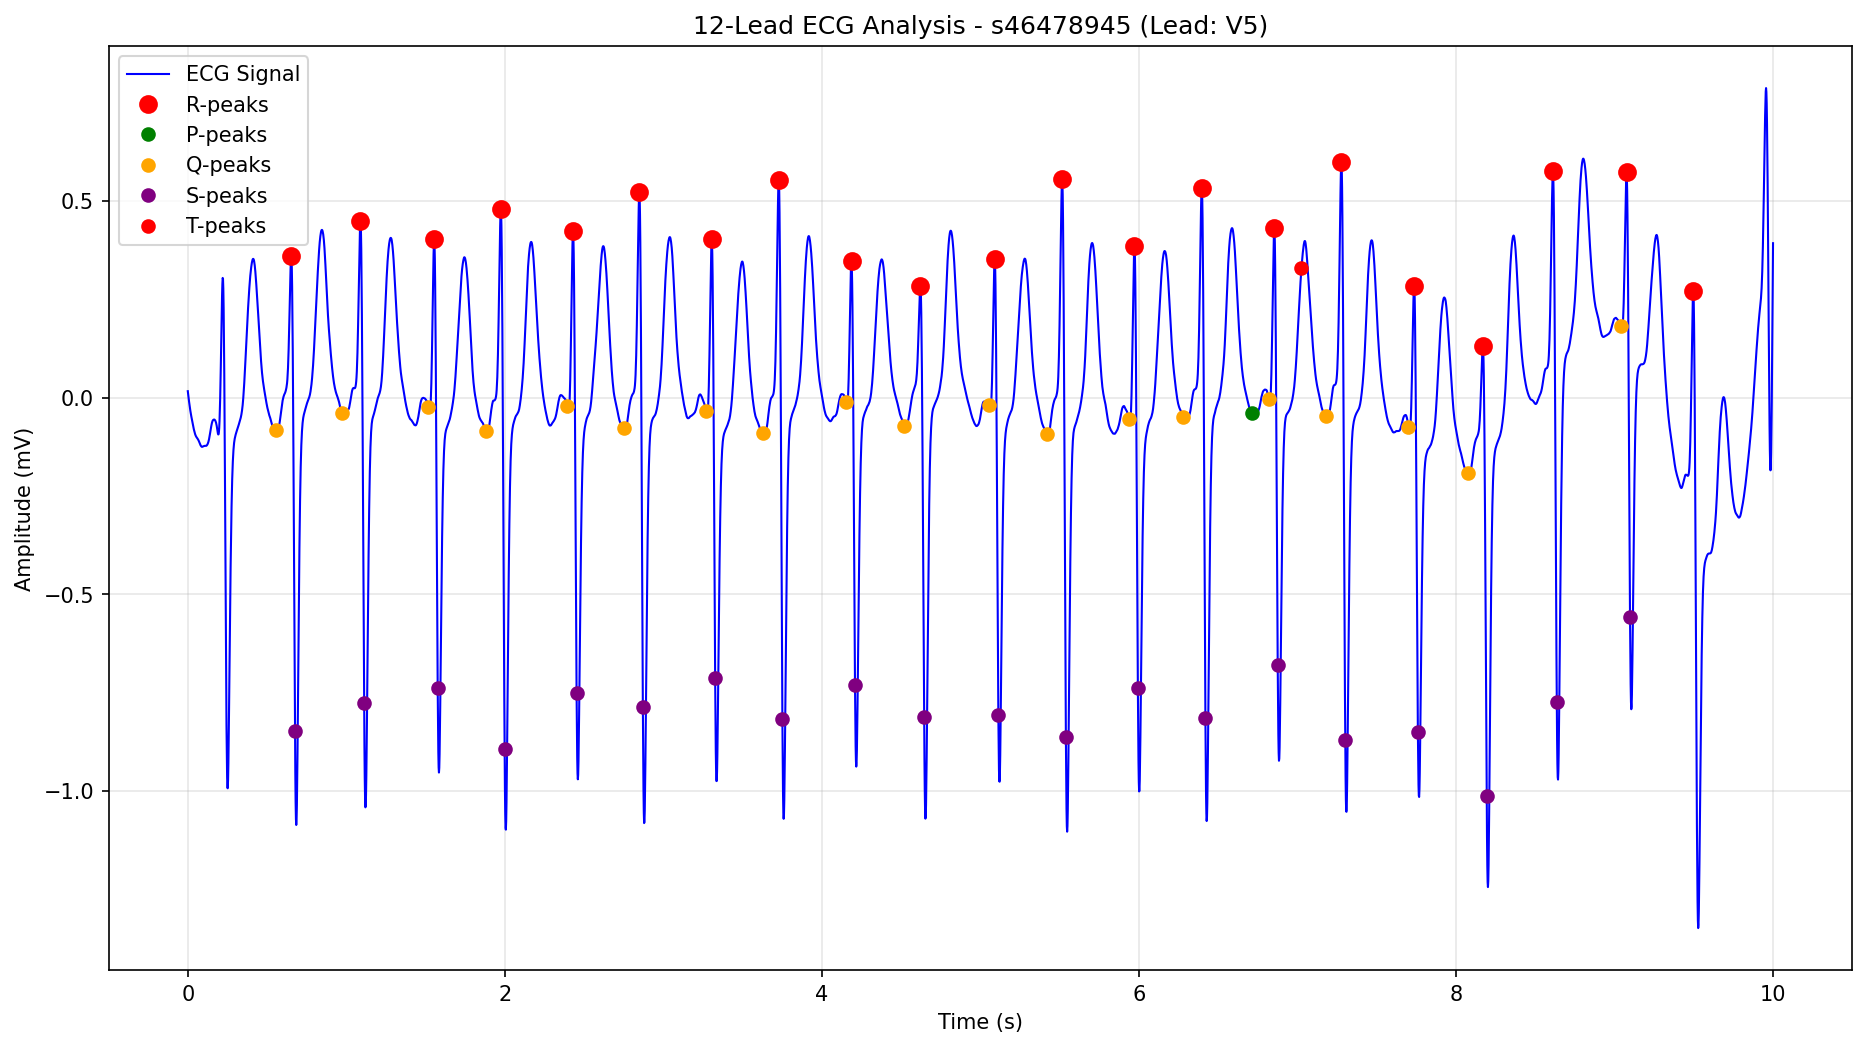 12-Lead ECG Analysis - s46478945 (Lead: V5)
ECG Signal
R-peaks
P-peaks
Q-peaks
S-peaks
T-peaks
0.5
0.0
−0.5
−1.0
Amplitude (mV)
0 2 4 6 8 10
Time (s)